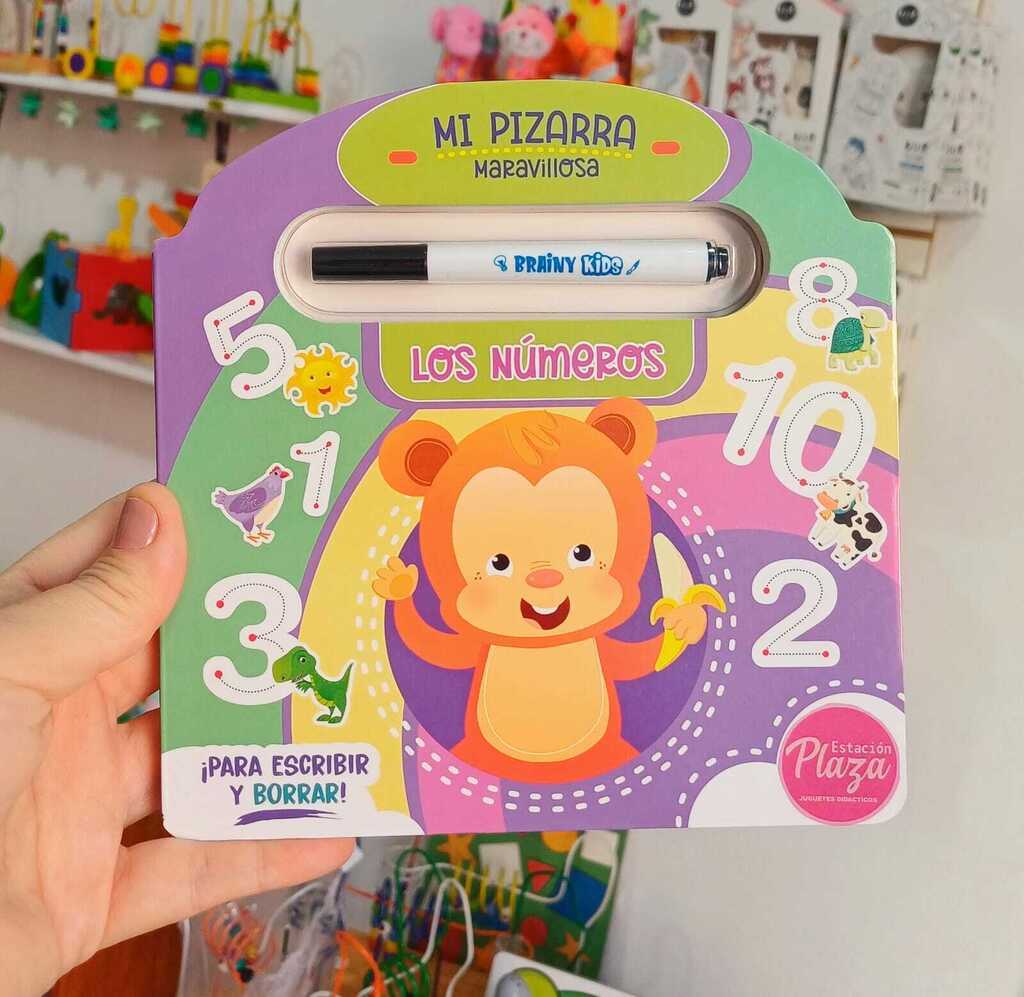 MI PIZARRA
MARAVILLOSA
BRAINY KIDS
LOS NÚMEROS
5
8
1
10
3
2
¡PARA ESCRIBIR
Y BORRAR!
Estación
Plaza
JUGUETES DIDACTICOS